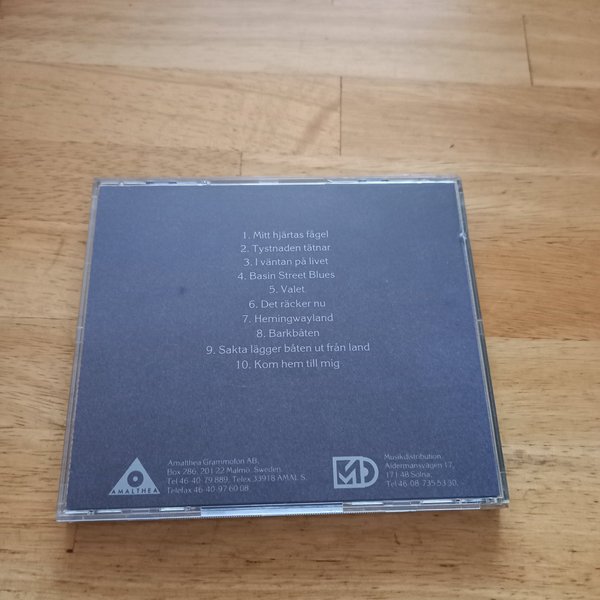 1. Mitt hjärtas fågel
2. Tystnaden tätnar
3. I väntan på livet
4. Basin Street Blues
5. Valet
6. Det räcker nu
7. Hemingwayland
8. Barkbåten
9. Sakta lägger båten ut från land
10. Kom hem till mig
AMALTHEA
Amalthea Grammofon AB,
Box 286, 201 22 Malmö, Sweden.
Tel 46-40-79 889, Telex 33918 AMAL S.
Telefax 46-40-97 60 08
MD
Musikdistribution,
Åldermansvägen 17,
171 48 Solna.
Tel 46-08-735 53 30.